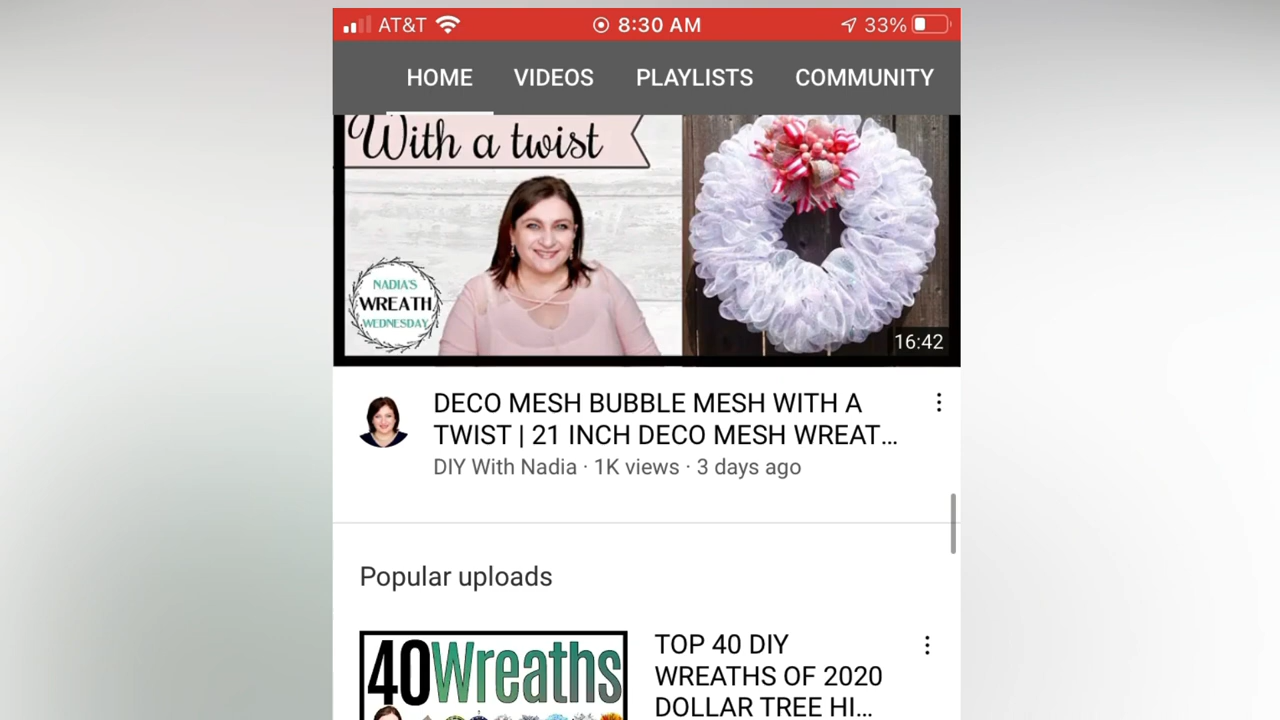 AT&T 8:30 AM 33%
HOME VIDEOS PLAYLISTS COMMUNITY
With a twist
NADIA'S
WREATH
WEDNESDAY
16:42
DECO MESH BUBBLE MESH WITH A
TWIST | 21 INCH DECO MESH WREAT...
DIY With Nadia · 1K views · 3 days ago
Popular uploads
40Wreaths
TOP 40 DIY
WREATHS OF 2020
DOLLAR TREE HI...